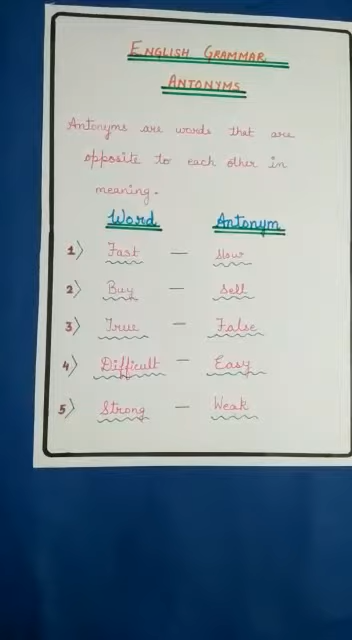 ENGLISH GRAMMAR
ANTONYMS
Antonyms are words that are
opposite to each other in
meaning.
Word Antonym
1) Fast — Slow
2) Buy — Sell
3) True — False
4) Difficult — Easy
5) Strong — Weak